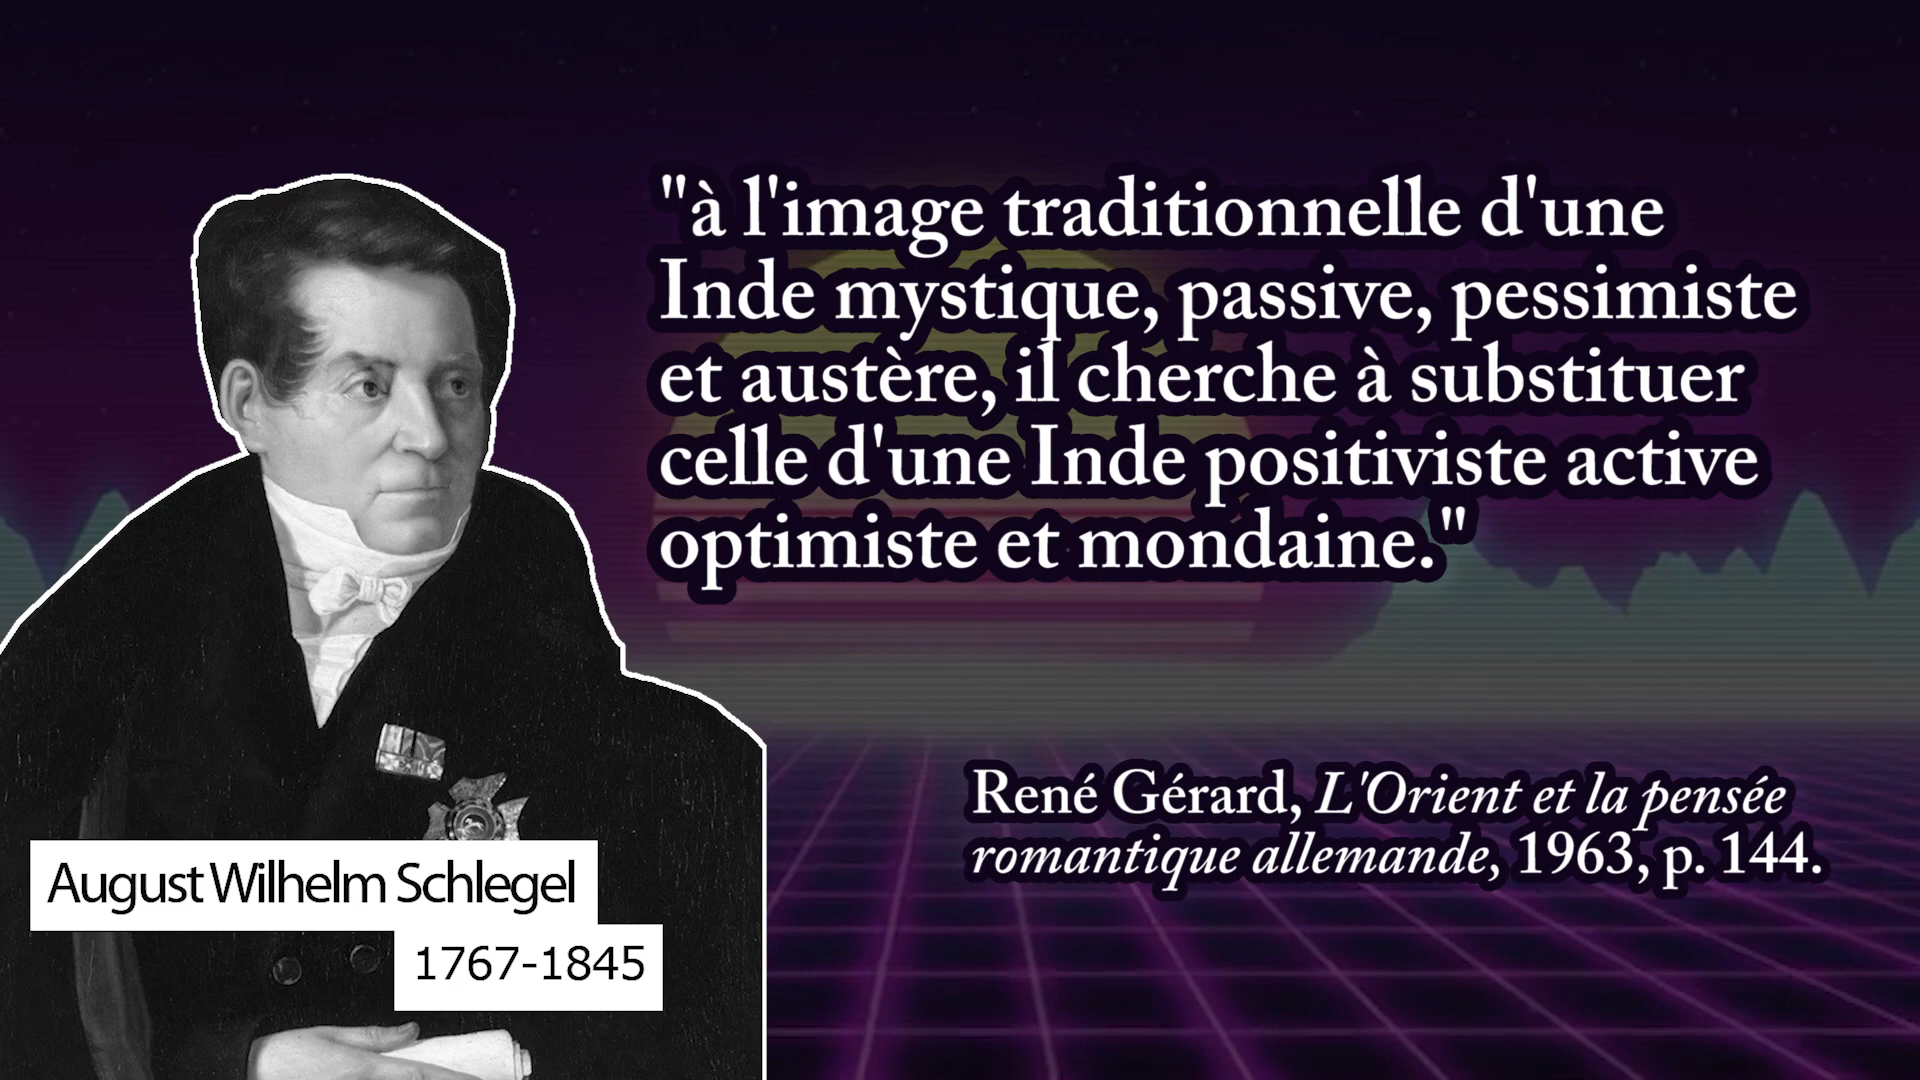 "à l'image traditionnelle d'une
Inde mystique, passive, pessimiste
et austère, il cherche à substituer
celle d'une Inde positiviste active
optimiste et mondaine."
René Gérard, L'Orient et la pensée
romantique allemande, 1963, p. 144.
August Wilhelm Schlegel
1767-1845